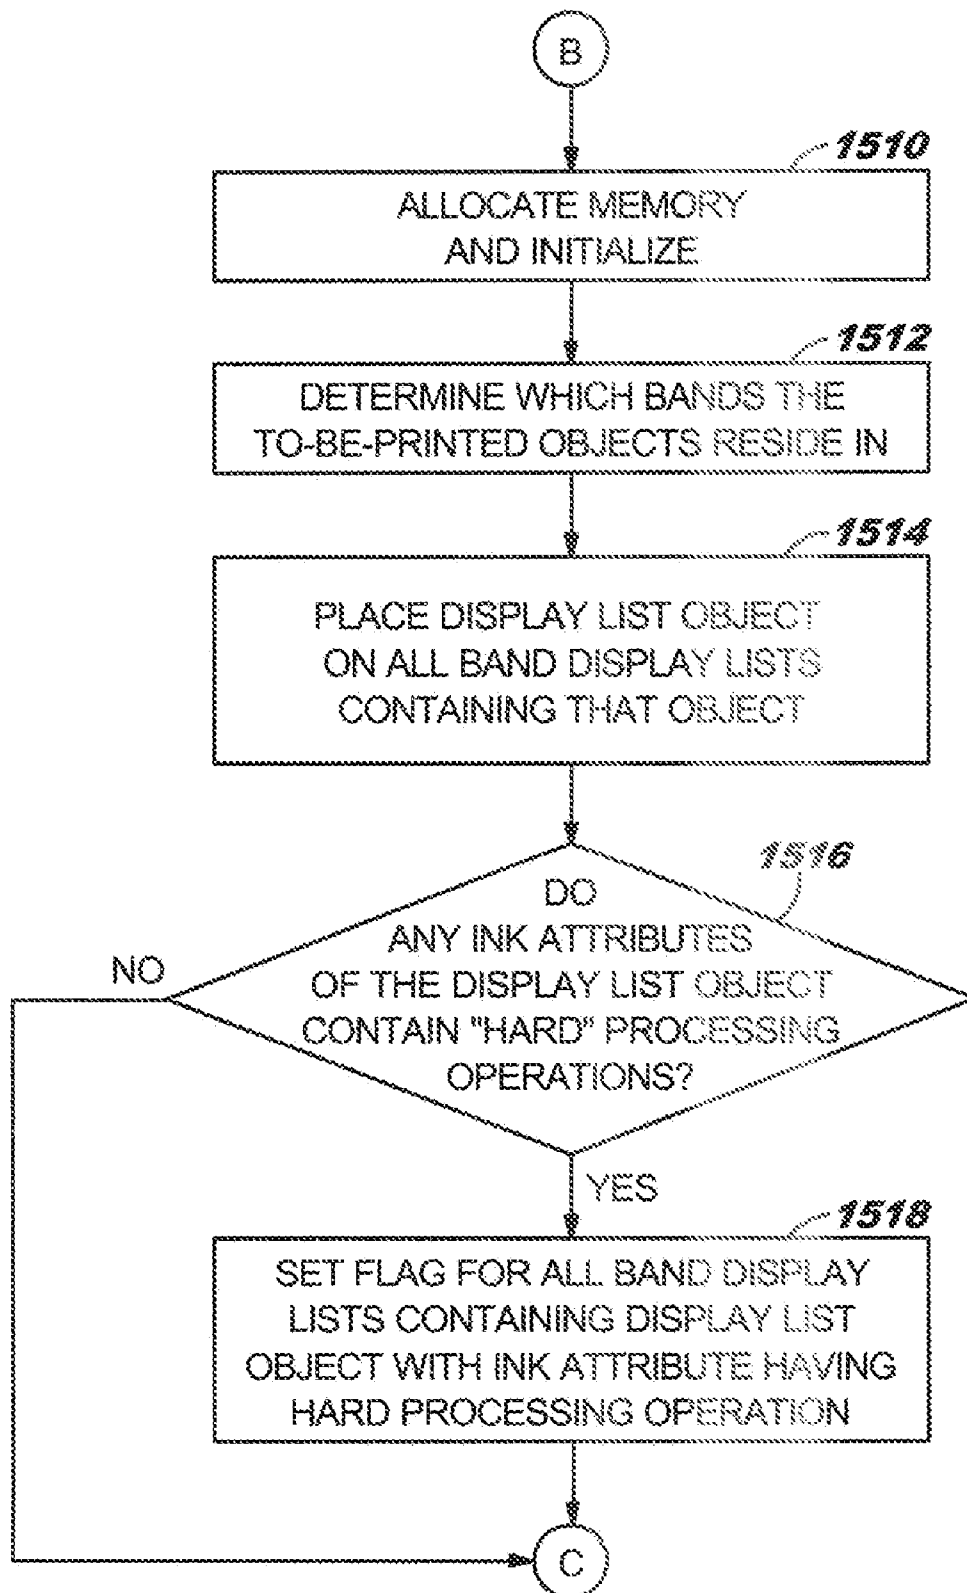 B
1510
ALLOCATE MEMORY
AND INITIALIZE
1512
DETERMINE WHICH BANDS THE
TO-BE-PRINTED OBJECTS RESIDE IN
1514
PLACE DISPLAY LIST OBJECT
ON ALL BAND DISPLAY LISTS
CONTAINING THAT OBJECT
1516
DO
ANY INK ATTRIBUTES
OF THE DISPLAY LIST OBJECT
CONTAIN "HARD" PROCESSING
OPERATIONS?
NO
YES
1518
SET FLAG FOR ALL BAND DISPLAY
LISTS CONTAINING DISPLAY LIST
OBJECT WITH INK ATTRIBUTE HAVING
HARD PROCESSING OPERATION
C